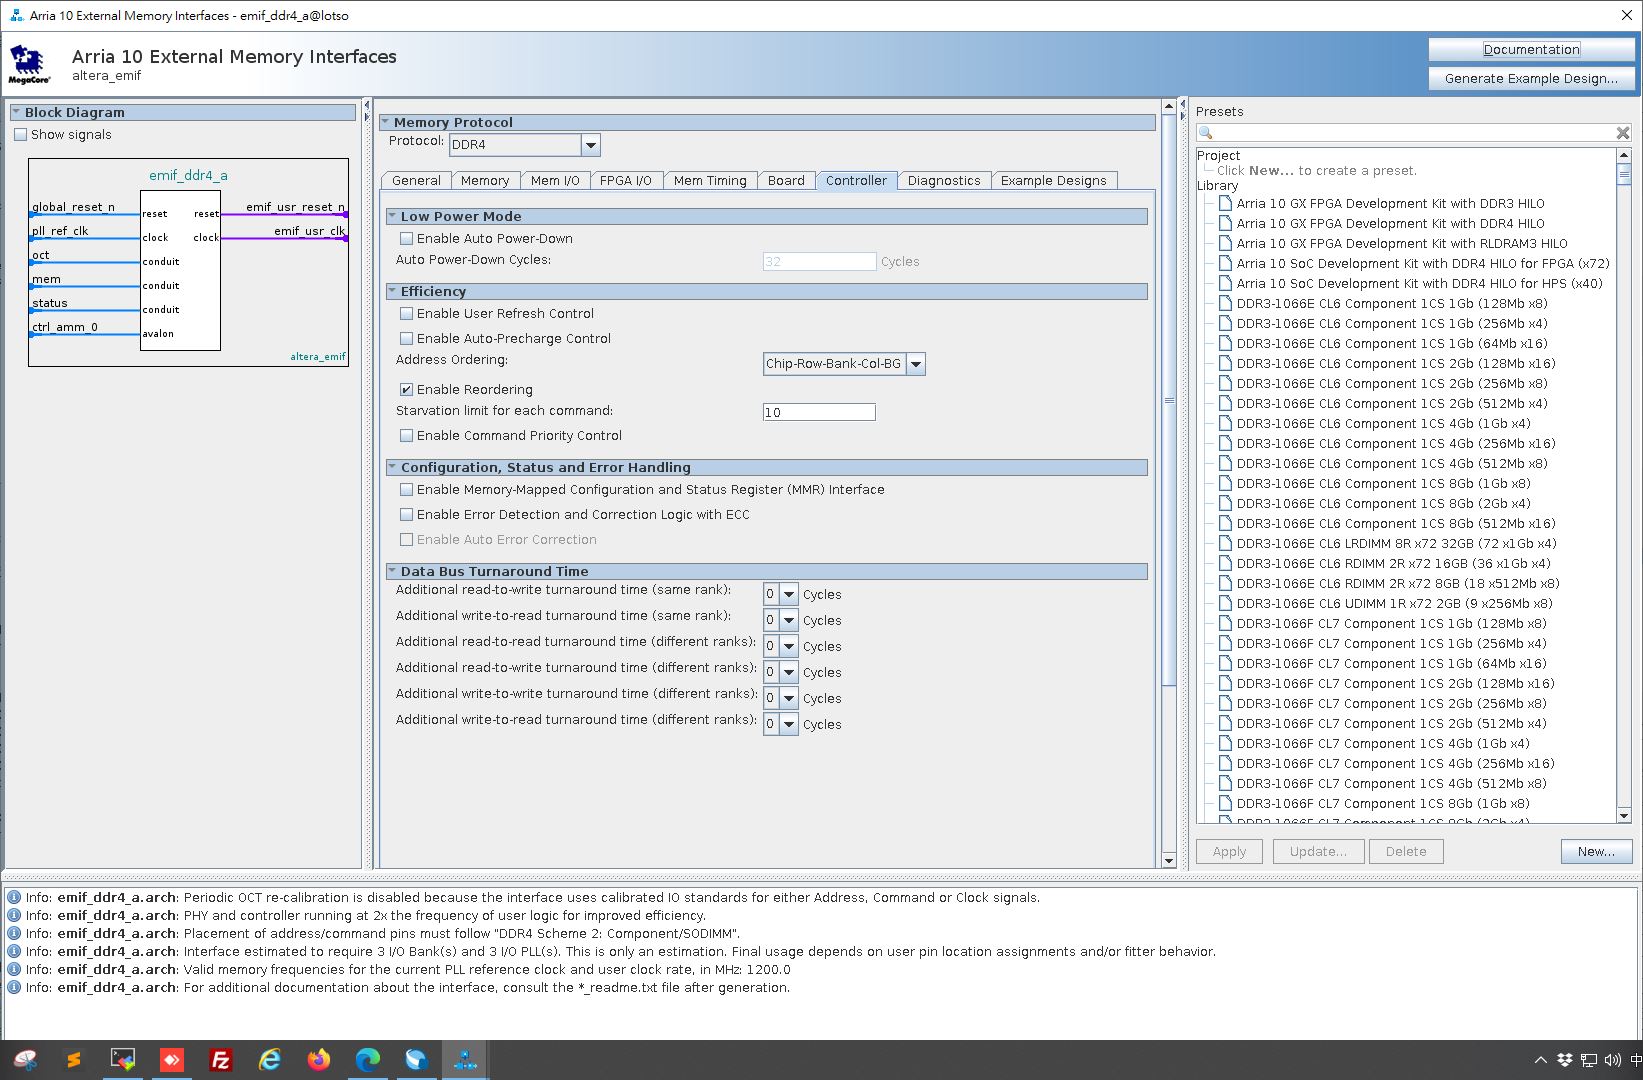 Arria 10 External Memory Interfaces - emif_ddr4_a@lotso
MegaCore®
Arria 10 External Memory Interfaces
altera_emif
Documentation
Generate Example Design...
Block Diagram
Show signals
emif_ddr4_a
global_reset_n
reset
reset
emif_usr_reset_n
pll_ref_clk
clock
clock
emif_usr_clk
oct
conduit
mem
conduit
status
conduit
ctrl_amm_0
avalon
altera_emif
Memory Protocol
Protocol: DDR4
General Memory Mem I/O FPGA I/O Mem Timing Board Controller Diagnostics Example Designs
Low Power Mode
Enable Auto Power-Down
Auto Power-Down Cycles: 32 Cycles
Efficiency
Enable User Refresh Control
Enable Auto-Precharge Control
Address Ordering: Chip-Row-Bank-Col-BG
Enable Reordering
Starvation limit for each command: 10
Enable Command Priority Control
Configuration, Status and Error Handling
Enable Memory-Mapped Configuration and Status Register (MMR) Interface
Enable Error Detection and Correction Logic with ECC
Enable Auto Error Correction
Data Bus Turnaround Time
Additional read-to-write turnaround time (same rank): 0 Cycles
Additional write-to-read turnaround time (same rank): 0 Cycles
Additional read-to-read turnaround time (different ranks): 0 Cycles
Additional read-to-write turnaround time (different ranks): 0 Cycles
Additional write-to-write turnaround time (different ranks): 0 Cycles
Additional write-to-read turnaround time (different ranks): 0 Cycles
Presets
Project
Click New... to create a preset.
Library
Arria 10 GX FPGA Development Kit with DDR3 HILO
Arria 10 GX FPGA Development Kit with DDR4 HILO
Arria 10 GX FPGA Development Kit with RLDRAM3 HILO
Arria 10 SoC Development Kit with DDR4 HILO for FPGA (x72)
Arria 10 SoC Development Kit with DDR4 HILO for HPS (x40)
DDR3-1066E CL6 Component 1CS 1Gb (128Mb x8)
DDR3-1066E CL6 Component 1CS 1Gb (256Mb x4)
DDR3-1066E CL6 Component 1CS 1Gb (64Mb x16)
DDR3-1066E CL6 Component 1CS 2Gb (128Mb x16)
DDR3-1066E CL6 Component 1CS 2Gb (256Mb x8)
DDR3-1066E CL6 Component 1CS 2Gb (512Mb x4)
DDR3-1066E CL6 Component 1CS 4Gb (1Gb x4)
DDR3-1066E CL6 Component 1CS 4Gb (256Mb x16)
DDR3-1066E CL6 Component 1CS 4Gb (512Mb x8)
DDR3-1066E CL6 Component 1CS 8Gb (1Gb x8)
DDR3-1066E CL6 Component 1CS 8Gb (2Gb x4)
DDR3-1066E CL6 Component 1CS 8Gb (512Mb x16)
DDR3-1066E CL6 LRDIMM 8R x72 32GB (72 x1Gb x4)
DDR3-1066E CL6 RDIMM 2R x72 16GB (36 x1Gb x4)
DDR3-1066E CL6 RDIMM 2R x72 8GB (18 x512Mb x8)
DDR3-1066E CL6 UDIMM 1R x72 2GB (9 x256Mb x8)
DDR3-1066F CL7 Component 1CS 1Gb (128Mb x8)
DDR3-1066F CL7 Component 1CS 1Gb (256Mb x4)
DDR3-1066F CL7 Component 1CS 1Gb (64Mb x16)
DDR3-1066F CL7 Component 1CS 2Gb (128Mb x16)
DDR3-1066F CL7 Component 1CS 2Gb (256Mb x8)
DDR3-1066F CL7 Component 1CS 2Gb (512Mb x4)
DDR3-1066F CL7 Component 1CS 4Gb (1Gb x4)
DDR3-1066F CL7 Component 1CS 4Gb (256Mb x16)
DDR3-1066F CL7 Component 1CS 4Gb (512Mb x8)
DDR3-1066F CL7 Component 1CS 8Gb (1Gb x8)
DDR3-1066F CL7 Component 1CS 8Gb (2Gb x4)
Apply Update... Delete New...
Info: emif_ddr4_a.arch: Periodic OCT re-calibration is disabled because the interface uses calibrated IO standards for either Address, Command or Clock signals.
Info: emif_ddr4_a.arch: PHY and controller running at 2x the frequency of user logic for improved efficiency.
Info: emif_ddr4_a.arch: Placement of address/command pins must follow "DDR4 Scheme 2: Component/SODIMM".
Info: emif_ddr4_a.arch: Interface estimated to require 3 I/O Bank(s) and 3 I/O PLL(s). This is only an estimation. Final usage depends on user pin location assignments and/or fitter behavior.
Info: emif_ddr4_a.arch: Valid memory frequencies for the current PLL reference clock and user clock rate, in MHz: 1200.0
Info: emif_ddr4_a.arch: For additional documentation about the interface, consult the *_readme.txt file after generation.
中